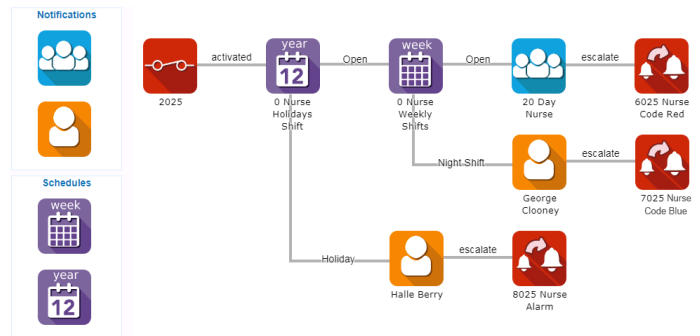 Notifications
Schedules
week
year
12
2025
activated
year
12
0 Nurse
Holidays
Shift
Open
week
0 Nurse
Weekly
Shifts
Open
20 Day
Nurse
escalate
6025 Nurse
Code Red
Night Shift
George
Clooney
escalate
7025 Nurse
Code Blue
Holiday
Halle Berry
escalate
8025 Nurse
Alarm